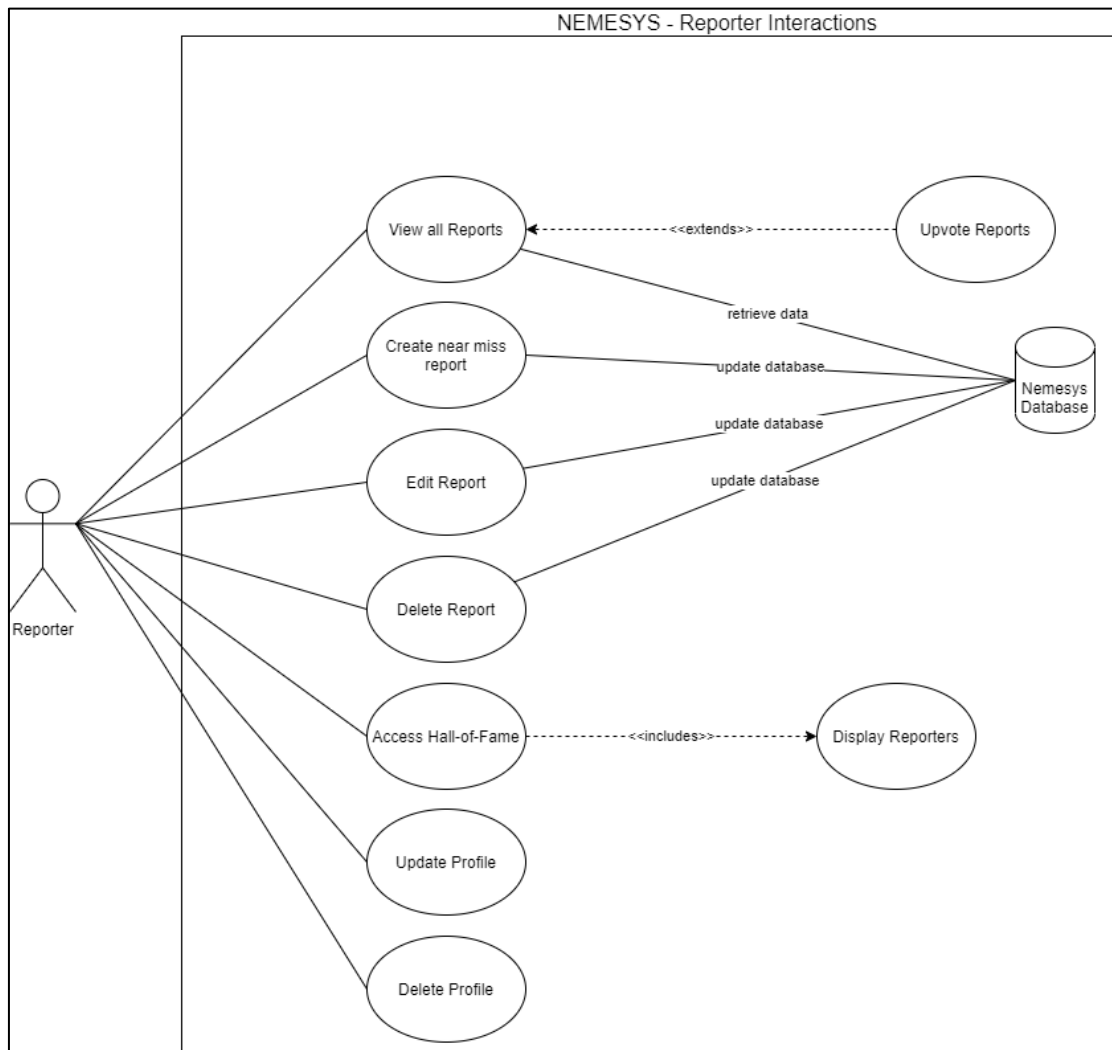 NEMESYS - Reporter Interactions
View all Reports
<<extends>>
Upvote Reports
retrieve data
Create near miss
report
update database
Nemesys
Database
update database
Edit Report
update database
Delete Report
Reporter
Access Hall-of-Fame
<<includes>>
Display Reporters
Update Profile
Delete Profile